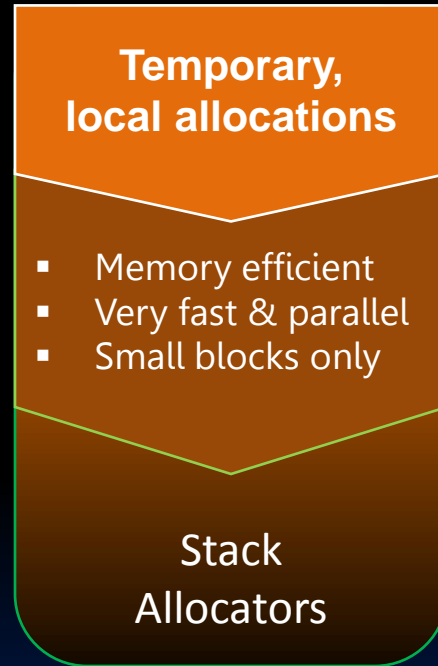 Temporary,
local allocations
▪ Memory efficient
▪ Very fast & parallel
▪ Small blocks only
Stack
Allocators